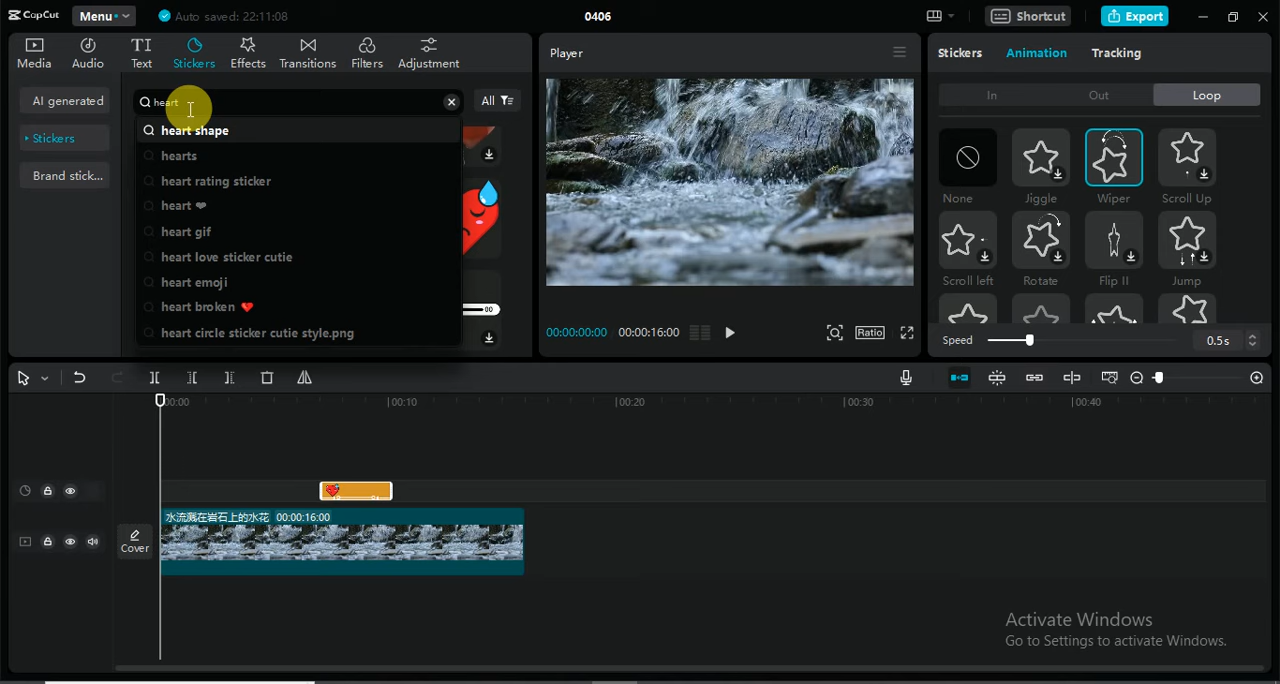 CapCut
Menu
Auto saved: 22:11:08
0406
Shortcut
Export
Media
Audio
TI
Text
Stickers
Effects
Transitions
Filters
Adjustment
AI generated
Stickers
Brand stick...
heart
All
heart shape
hearts
heart rating sticker
heart ❤
heart gif
heart love sticker cutie
heart emoji
heart broken 💔
heart circle sticker cutie style.png
00
Player
00:00:00:00
00:00:16:00
Ratio
Stickers
Animation
Tracking
In
Out
Loop
None
Jiggle
Wiper
Scroll Up
Scroll left
Rotate
Flip II
Jump
Speed
0.5s
00:00
00:10
00:20
00:30
00:40
Cover
水流溅在岩石上的水花 00:00:16:00
Activate Windows
Go to Settings to activate Windows.